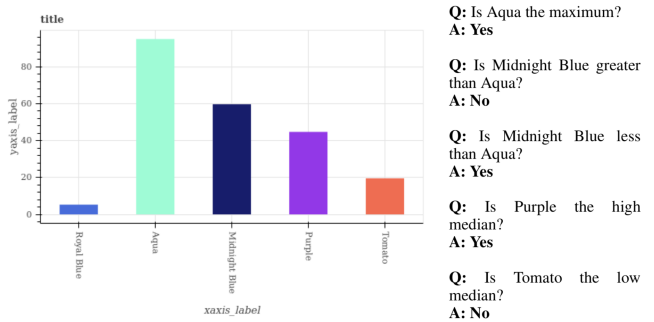 title
80
60
40
20
0
yaxis_label
Royal Blue
Aqua
Midnight Blue
Purple
Tomato
xaxis_label
Q: Is Aqua the maximum?
A: Yes
Q: Is Midnight Blue greater
than Aqua?
A: No
Q: Is Midnight Blue less
than Aqua?
A: Yes
Q: Is Purple the high
median?
A: Yes
Q: Is Tomato the low
median?
A: No